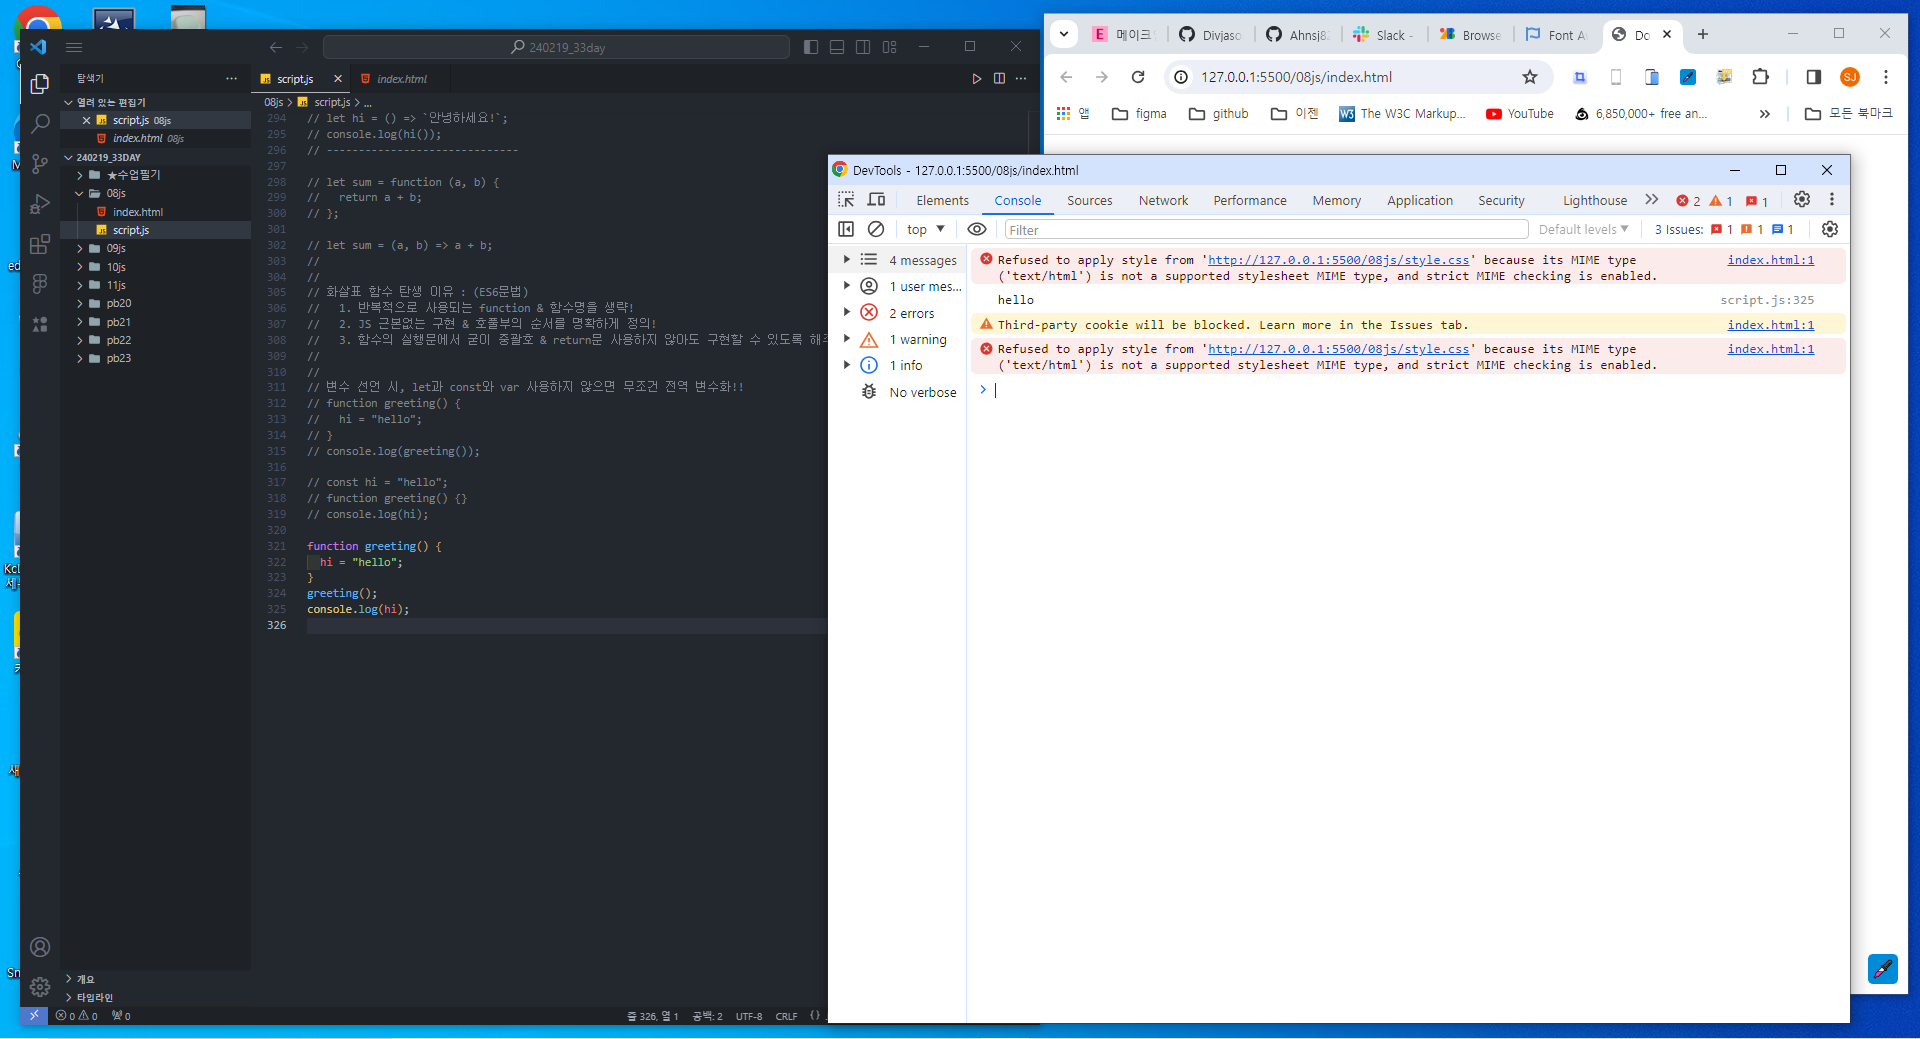 240219_33day
탐색기
열려 있는 편집기
script.js 08js
index.html 08js
240219_33DAY
★수업필기
08js
index.html
script.js
09js
10js
11js
pb20
pb21
pb22
pb23
개요
타임라인
script.js
index.html
08js > script.js > ...
294 // let hi = () => `안녕하세요!`;
295 // console.log(hi());
296 // ------------------------------
297
298 // let sum = function (a, b) {
299 //   return a + b;
300 // };
301
302 // let sum = (a, b) => a + b;
303 //
304 //
305 // 화살표 함수 탄생 이유 : (ES6문법)
306 //   1. 반복적으로 사용되는 function & 함수명을 생략!
307 //   2. JS 근본없는 구현 & 호출부의 순서를 명확하게 정의!
308 //   3. 함수의 실행문에서 굳이 중괄호 & return문 사용하지 않아도 구현할 수 있도록
309 //
310 //
311 // 변수 선언 시, let과 const와 var 사용하지 않으면 무조건 전역 변수화!!
312 // function greeting() {
313 //   hi = "hello";
314 // }
315 // console.log(greeting());
316
317 // const hi = "hello";
318 // function greeting() {}
319 // console.log(hi);
320
321 function greeting() {
322   hi = "hello";
323 }
324 greeting();
325 console.log(hi);
326
0 0 0
줄 326, 열 1 공백: 2 UTF-8 CRLF {}
E 메이크 Divjaso Ahnsj82 Slack - Browse Font A Do
127.0.0.1:5500/08js/index.html
SJ
앱 figma github 이젠 The W3C Markup... YouTube 6,850,000+ free an... » 모든 북마크
DevTools - 127.0.0.1:5500/08js/index.html
Elements Console Sources Network Performance Memory Application Security Lighthouse 2 1 1
top Filter Default levels 3 Issues: 1 1 1
4 messages
1 user mes...
2 errors
1 warning
1 info
No verbose
Refused to apply style from 'http://127.0.0.1:5500/08js/style.css' because its MIME type index.html:1
('text/html') is not a supported stylesheet MIME type, and strict MIME checking is enabled.
hello script.js:325
Third-party cookie will be blocked. Learn more in the Issues tab. index.html:1
Refused to apply style from 'http://127.0.0.1:5500/08js/style.css' because its MIME type index.html:1
('text/html') is not a supported stylesheet MIME type, and strict MIME checking is enabled.
>